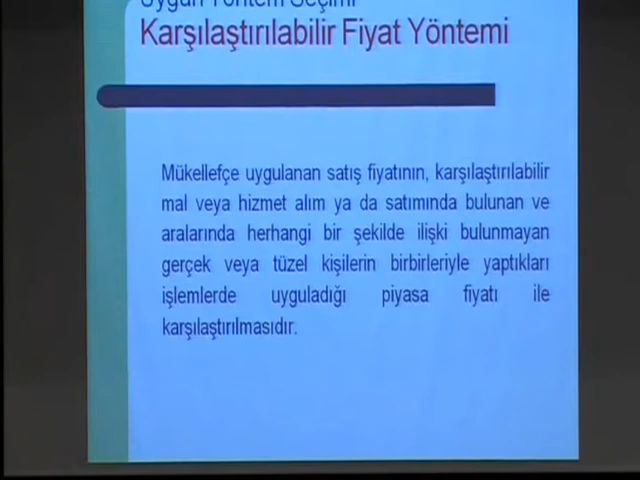 Uygun Yöntem Seçimi
Karşılaştırılabilir Fiyat Yöntemi
Mükellefçe uygulanan satış fiyatının, karşılaştırılabilir
mal veya hizmet alım ya da satımında bulunan ve
aralarında herhangi bir şekilde ilişki bulunmayan
gerçek veya tüzel kişilerin birbirleriyle yaptıkları
işlemlerde uyguladığı piyasa fiyatı ile
karşılaştırılmasıdır.